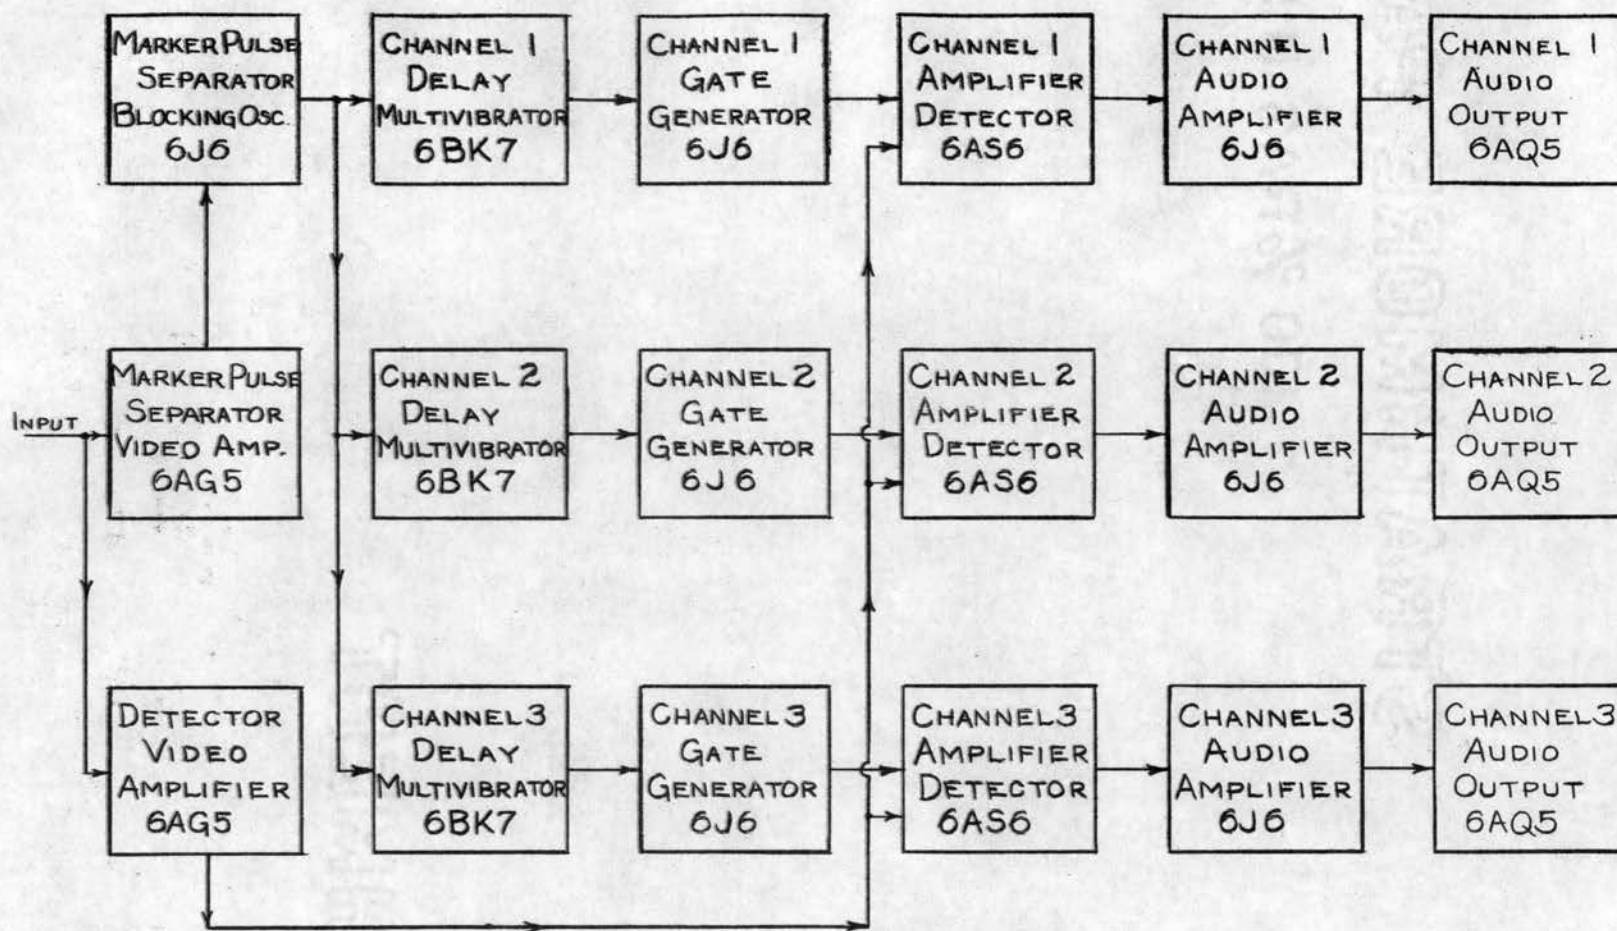 MARKER PULSE
SEPARATOR
BLOCKING OSC.
6J6
CHANNEL 1
DELAY
MULTIVIBRATOR
6BK7
CHANNEL 1
GATE
GENERATOR
6J6
CHANNEL 1
AMPLIFIER
DETECTOR
6AS6
CHANNEL 1
AUDIO
AMPLIFIER
6J6
CHANNEL 1
AUDIO
OUTPUT
6AQ5
INPUT
MARKER PULSE
SEPARATOR
VIDEO AMP.
6AG5
CHANNEL 2
DELAY
MULTIVIBRATOR
6BK7
CHANNEL 2
GATE
GENERATOR
6J6
CHANNEL 2
AMPLIFIER
DETECTOR
6AS6
CHANNEL 2
AUDIO
AMPLIFIER
6J6
CHANNEL 2
AUDIO
OUTPUT
6AQ5
DETECTOR
VIDEO
AMPLIFIER
6AG5
CHANNEL 3
DELAY
MULTIVIBRATOR
6BK7
CHANNEL 3
GATE
GENERATOR
6J6
CHANNEL 3
AMPLIFIER
DETECTOR
6AS6
CHANNEL 3
AUDIO
AMPLIFIER
6J6
CHANNEL 3
AUDIO
OUTPUT
6AQ5